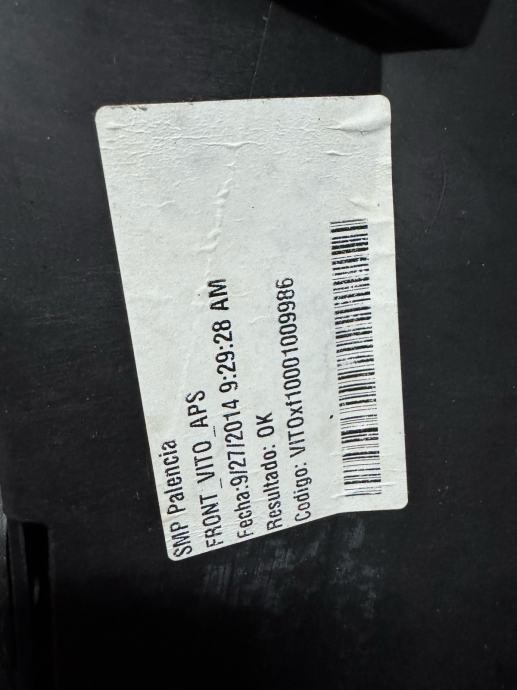 SMP Palencia
FRONT_VITO_APS
Fecha:9/27/2014 9:29:28 AM
Resultado: OK
Codigo: VITOxf10001009986